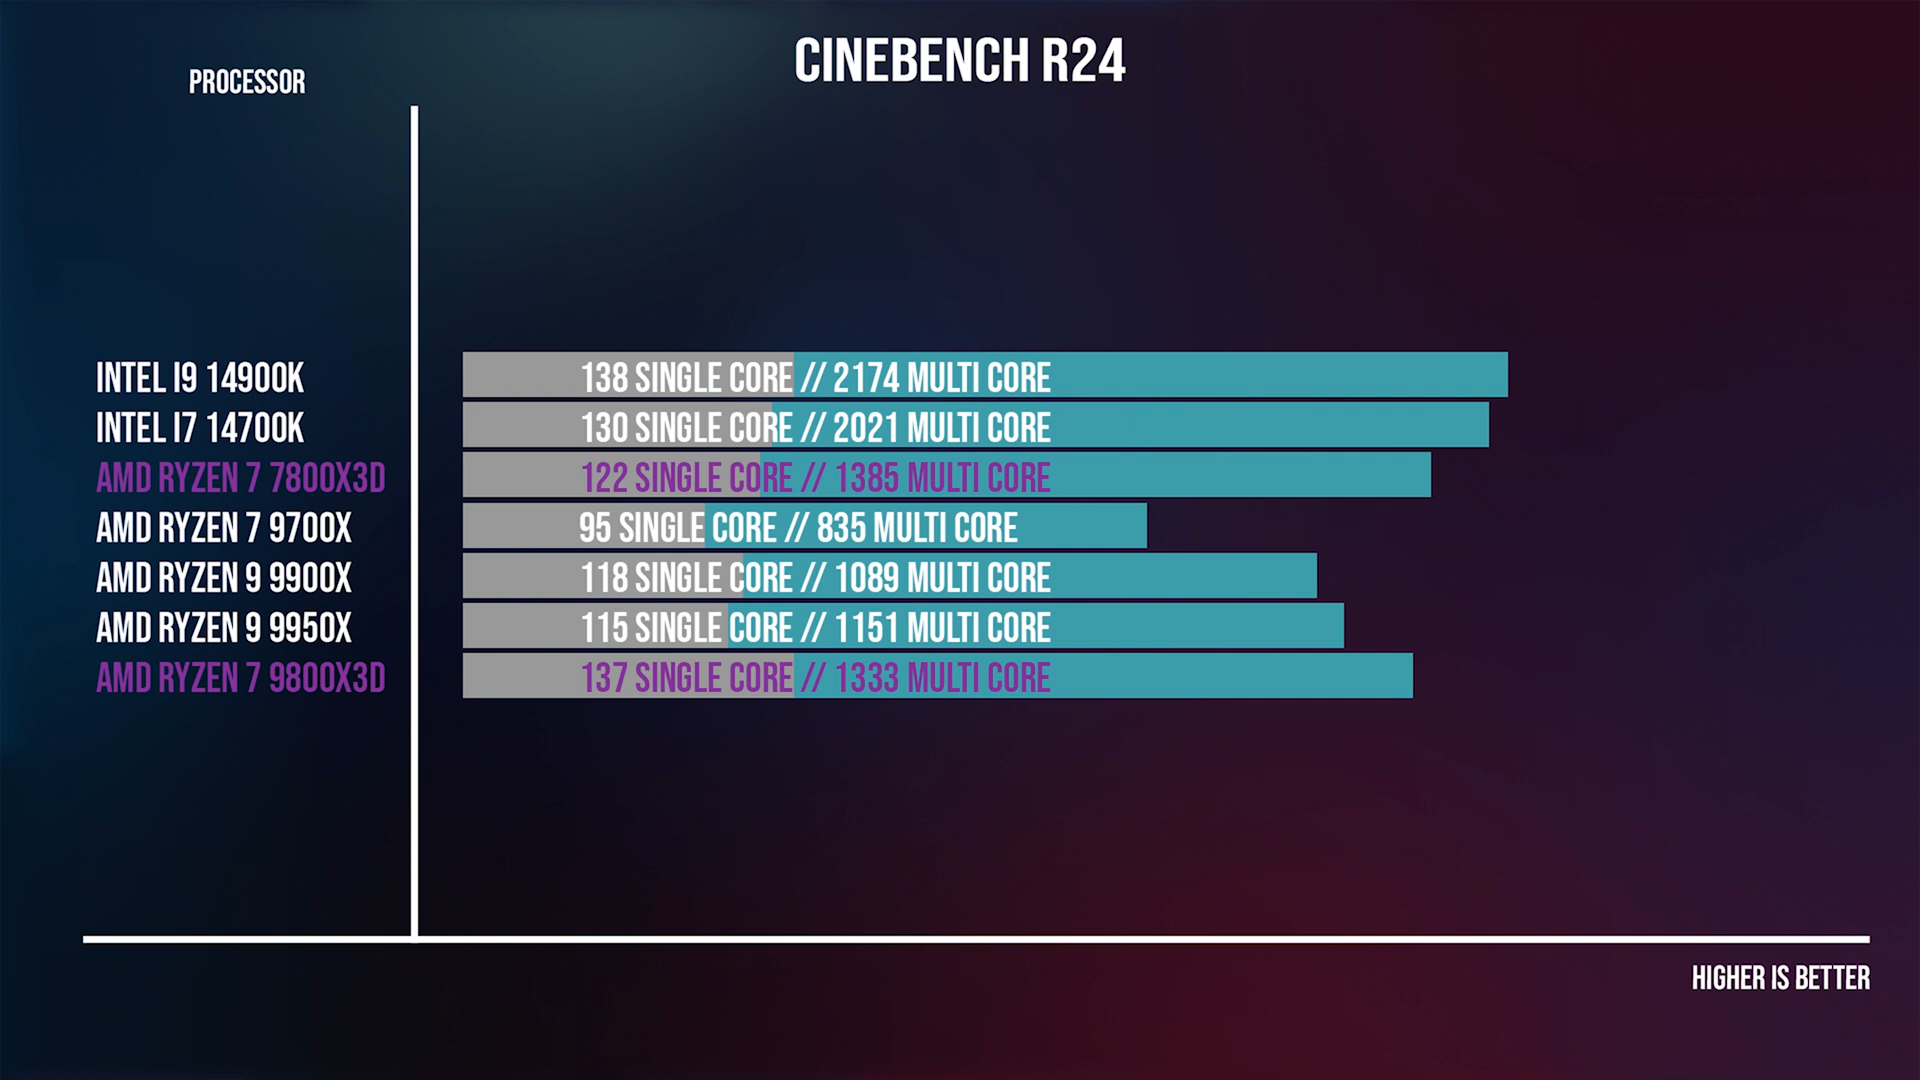 CINEBENCH R24
PROCESSOR
INTEL I9 14900K 138 SINGLE CORE // 2174 MULTI CORE
INTEL I7 14700K 130 SINGLE CORE // 2021 MULTI CORE
AMD RYZEN 7 7800X3D 122 SINGLE CORE // 1385 MULTI CORE
AMD RYZEN 7 9700X 95 SINGLE CORE // 835 MULTI CORE
AMD RYZEN 9 9900X 118 SINGLE CORE // 1089 MULTI CORE
AMD RYZEN 9 9950X 115 SINGLE CORE // 1151 MULTI CORE
AMD RYZEN 7 9800X3D 137 SINGLE CORE // 1333 MULTI CORE
HIGHER IS BETTER